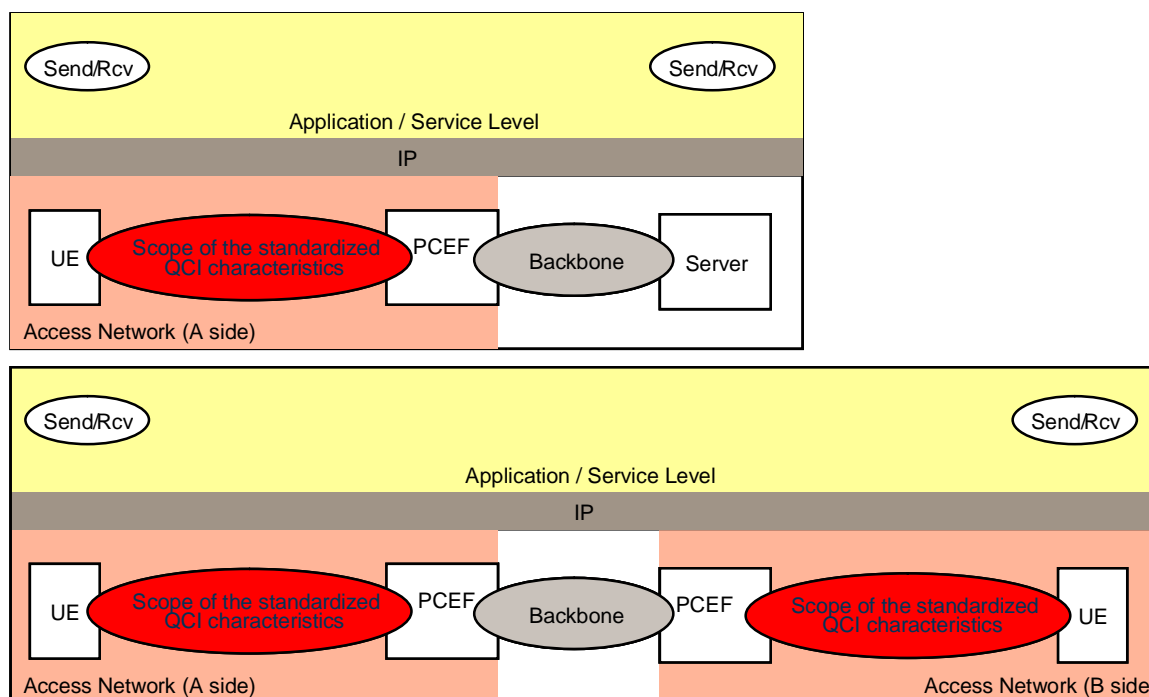 Send/Rcv Send/Rcv
Application / Service Level
IP
UE Scope of the standardized QCI characteristics PCEF Backbone Server
Access Network (A side)
Send/Rcv Send/Rcv
Application / Service Level
IP
UE Scope of the standardized QCI characteristics PCEF Backbone PCEF Scope of the standardized QCI characteristics UE
Access Network (A side) Access Network (B side